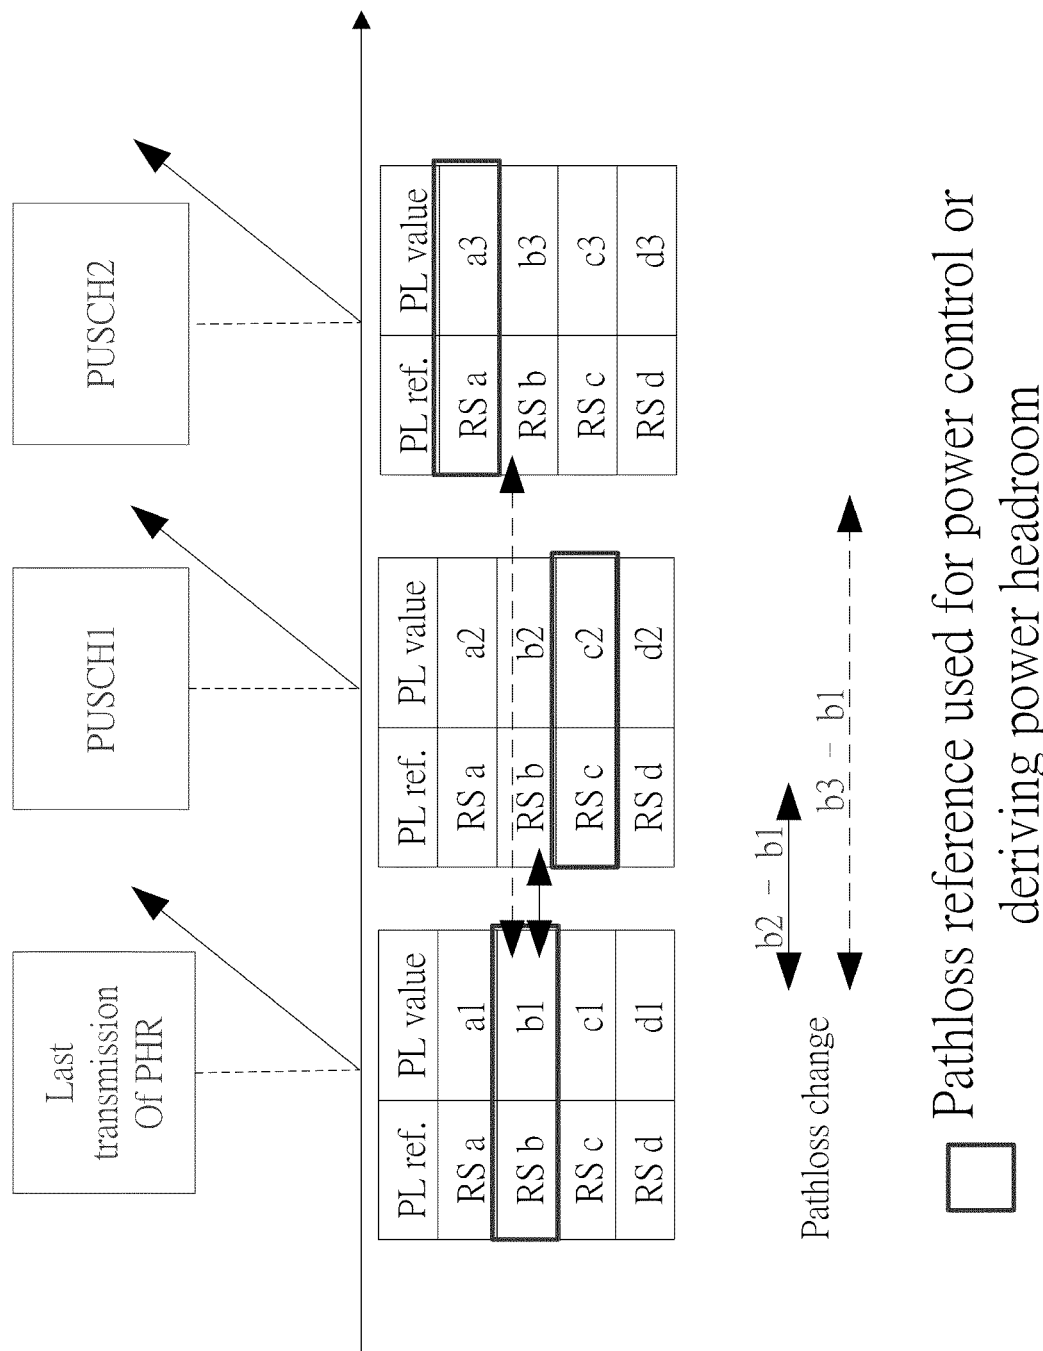 Last
transmission
Of PHR
PUSCH1
PUSCH2
PL ref. PL value
RS a a1
RS b b1
RS c c1
RS d d1
PL ref. PL value
RS a a2
RS b b2
RS c c2
RS d d2
PL ref. PL value
RS a a3
RS b b3
RS c c3
RS d d3
Pathloss change
b2 - b1
b3 - b1
Pathloss reference used for power control or
deriving power headroom